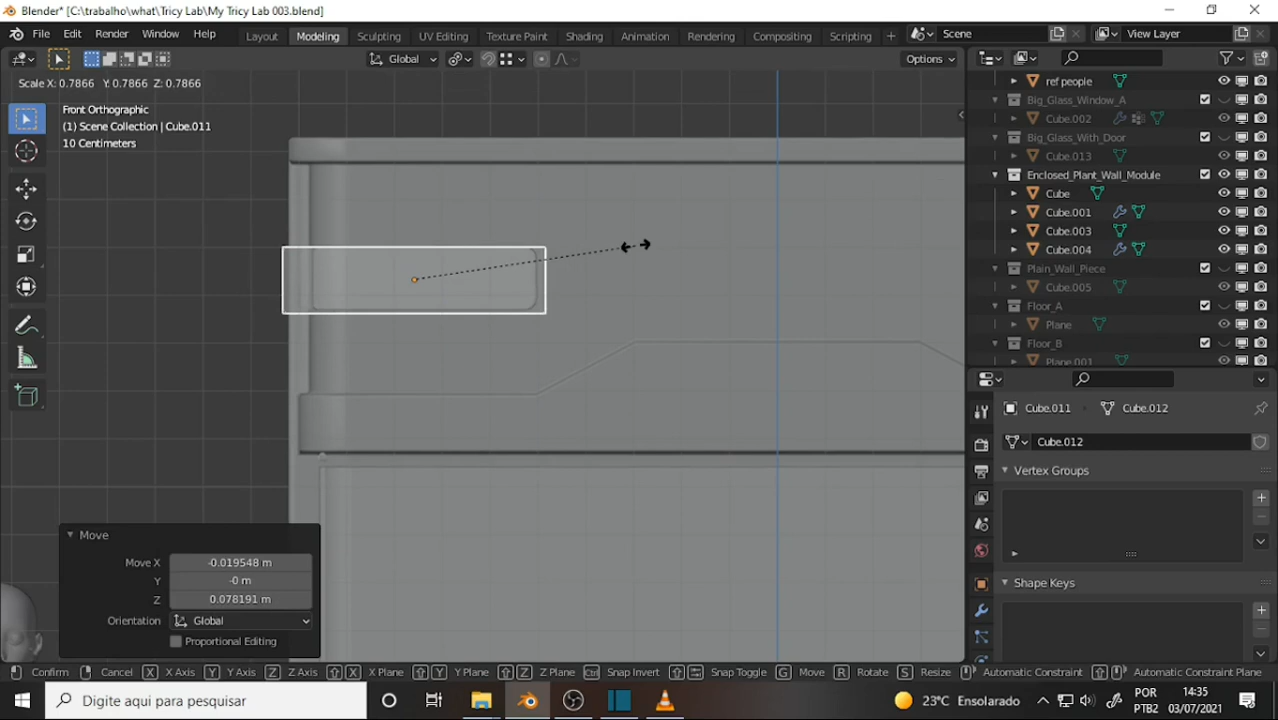 Blender* [C:\trabalho\what\Tricy Lab\My Tricy Lab 003.blend]
File Edit Render Window Help Layout Modeling Sculpting UV Editing Texture Paint Shading Animation Rendering Compositing Scripting + Scene View Layer
Global Options
Scale X: 0.7866 Y: 0.7866 Z: 0.7866
Front Orthographic
(1) Scene Collection | Cube.011
10 Centimeters
ref people
Big_Glass_Window_A
Cube.002
Big_Glass_With_Door
Cube.013
Enclosed_Plant_Wall_Module
Cube
Cube.001
Cube.003
Cube.004
Plain_Wall_Piece
Cube.005
Floor_A
Plane
Floor_B
Plane.001
Cube.011 Cube.012
Cube.012
Vertex Groups
Shape Keys
Move
Move X -0.019548 m
Y -0 m
Z 0.078191 m
Orientation Global
Proportional Editing
Confirm Cancel X X Axis Y Y Axis Z Z Axis X X Plane Y Y Plane Z Z Plane Ctrl Snap Invert Snap Toggle G Move R Rotate S Resize Automatic Constraint Automatic Constraint Plane
Digite aqui para pesquisar 23°C Ensolarado POR PTB2 14:35 03/07/2021